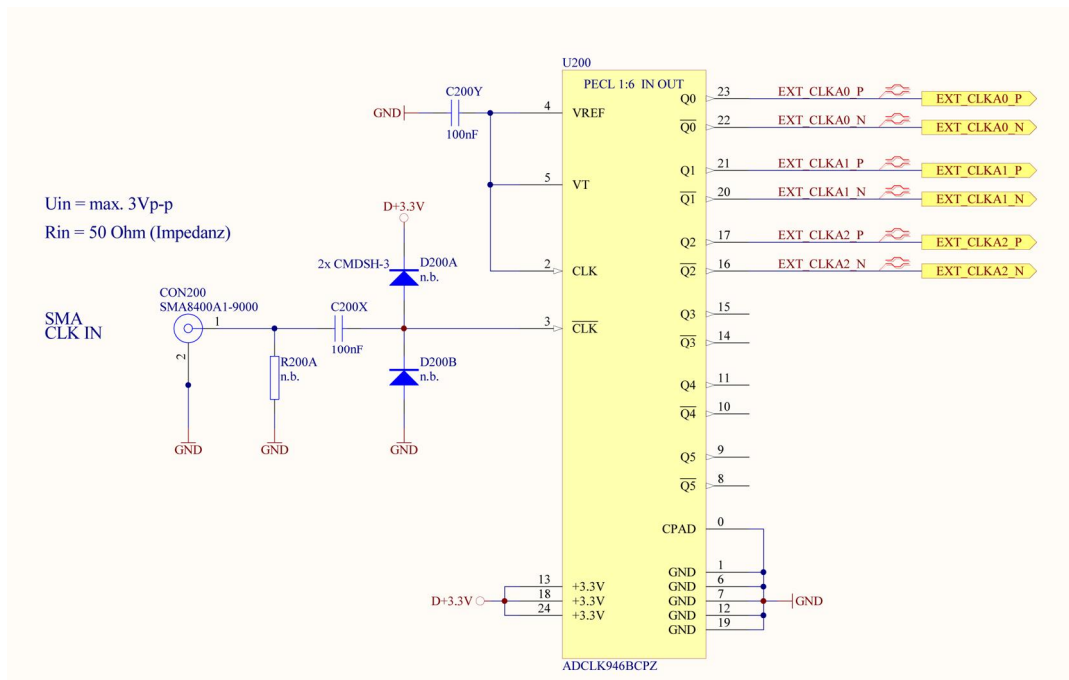 U200
PECL 1:6 IN OUT
C200Y
GND
100nF
4
VREF
5
VT
2
CLK
3
CLK
Uin = max. 3Vp-p
Rin = 50 Ohm (Impedanz)
D+3.3V
2x CMDSH-3
D200A
n.b.
CON200
SMA8400A1-9000
SMA
CLK IN
1
2
C200X
100nF
R200A
n.b.
D200B
n.b.
GND
GND
GND
Q0
23
EXT_CLKA0_P
EXT_CLKA0_P
Q0
22
EXT_CLKA0_N
EXT_CLKA0_N
Q1
21
EXT_CLKA1_P
EXT_CLKA1_P
Q1
20
EXT_CLKA1_N
EXT_CLKA1_N
Q2
17
EXT_CLKA2_P
EXT_CLKA2_P
Q2
16
EXT_CLKA2_N
EXT_CLKA2_N
Q3
15
Q3
14
Q4
11
Q4
10
Q5
9
Q5
8
CPAD
0
GND
1
GND
6
GND
7
GND
GND
12
GND
19
D+3.3V
13
+3.3V
18
+3.3V
24
+3.3V
ADCLK946BCPZ